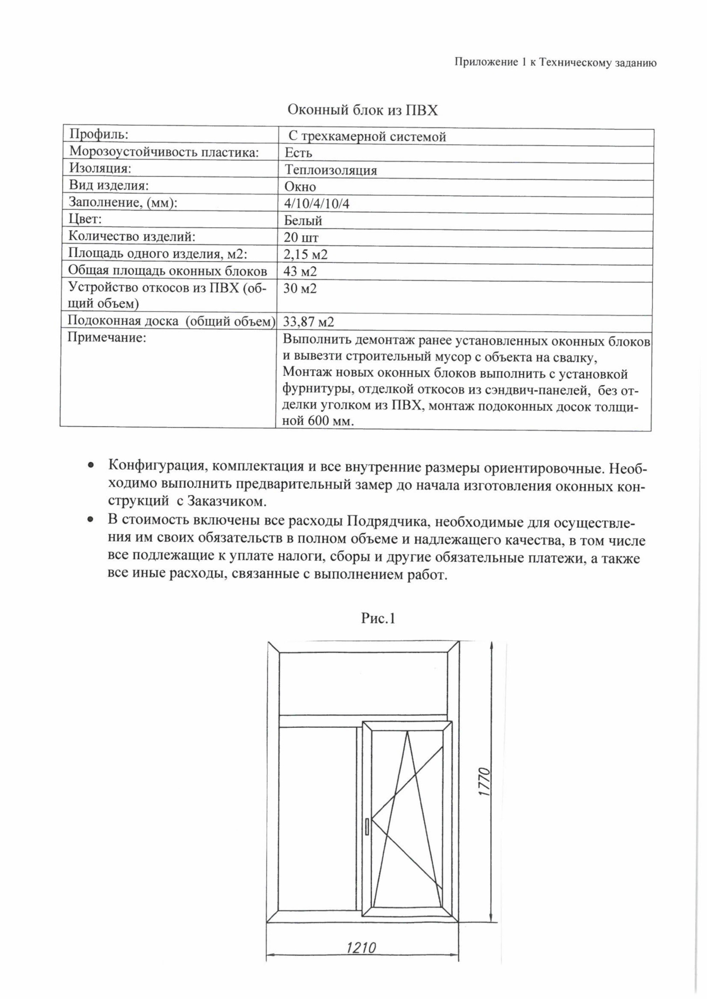 Приложение 1 к Техническому заданию
Оконный блок из ПВХ
Профиль: С трехкамерной системой
Морозоустойчивость пластика: Есть
Изоляция: Теплоизоляция
Вид изделия: Окно
Заполнение, (мм): 4/10/4/10/4
Цвет: Белый
Количество изделий: 20 шт
Площадь одного изделия, м2: 2,15 м2
Общая площадь оконных блоков 43 м2
Устройство откосов из ПВХ (об- 30 м2
щий объем)
Подоконная доска (общий объем) 33,87 м2
Примечание: Выполнить демонтаж ранее установленных оконных блоков
и вывезти строительный мусор с объекта на свалку,
Монтаж новых оконных блоков выполнить с установкой
фурнитуры, отделкой откосов из сэндвич-панелей, без от-
делки уголком из ПВХ, монтаж подоконных досок толщи-
ной 600 мм.
• Конфигурация, комплектация и все внутренние размеры ориентировочные. Необ-
ходимо выполнить предварительный замер до начала изготовления оконных кон-
струкций с Заказчиком.
• В стоимость включены все расходы Подрядчика, необходимые для осуществле-
ния им своих обязательств в полном объеме и надлежащего качества, в том числе
все подлежащие к уплате налоги, сборы и другие обязательные платежи, а также
все иные расходы, связанные с выполнением работ.
Рис.1
1770
1210